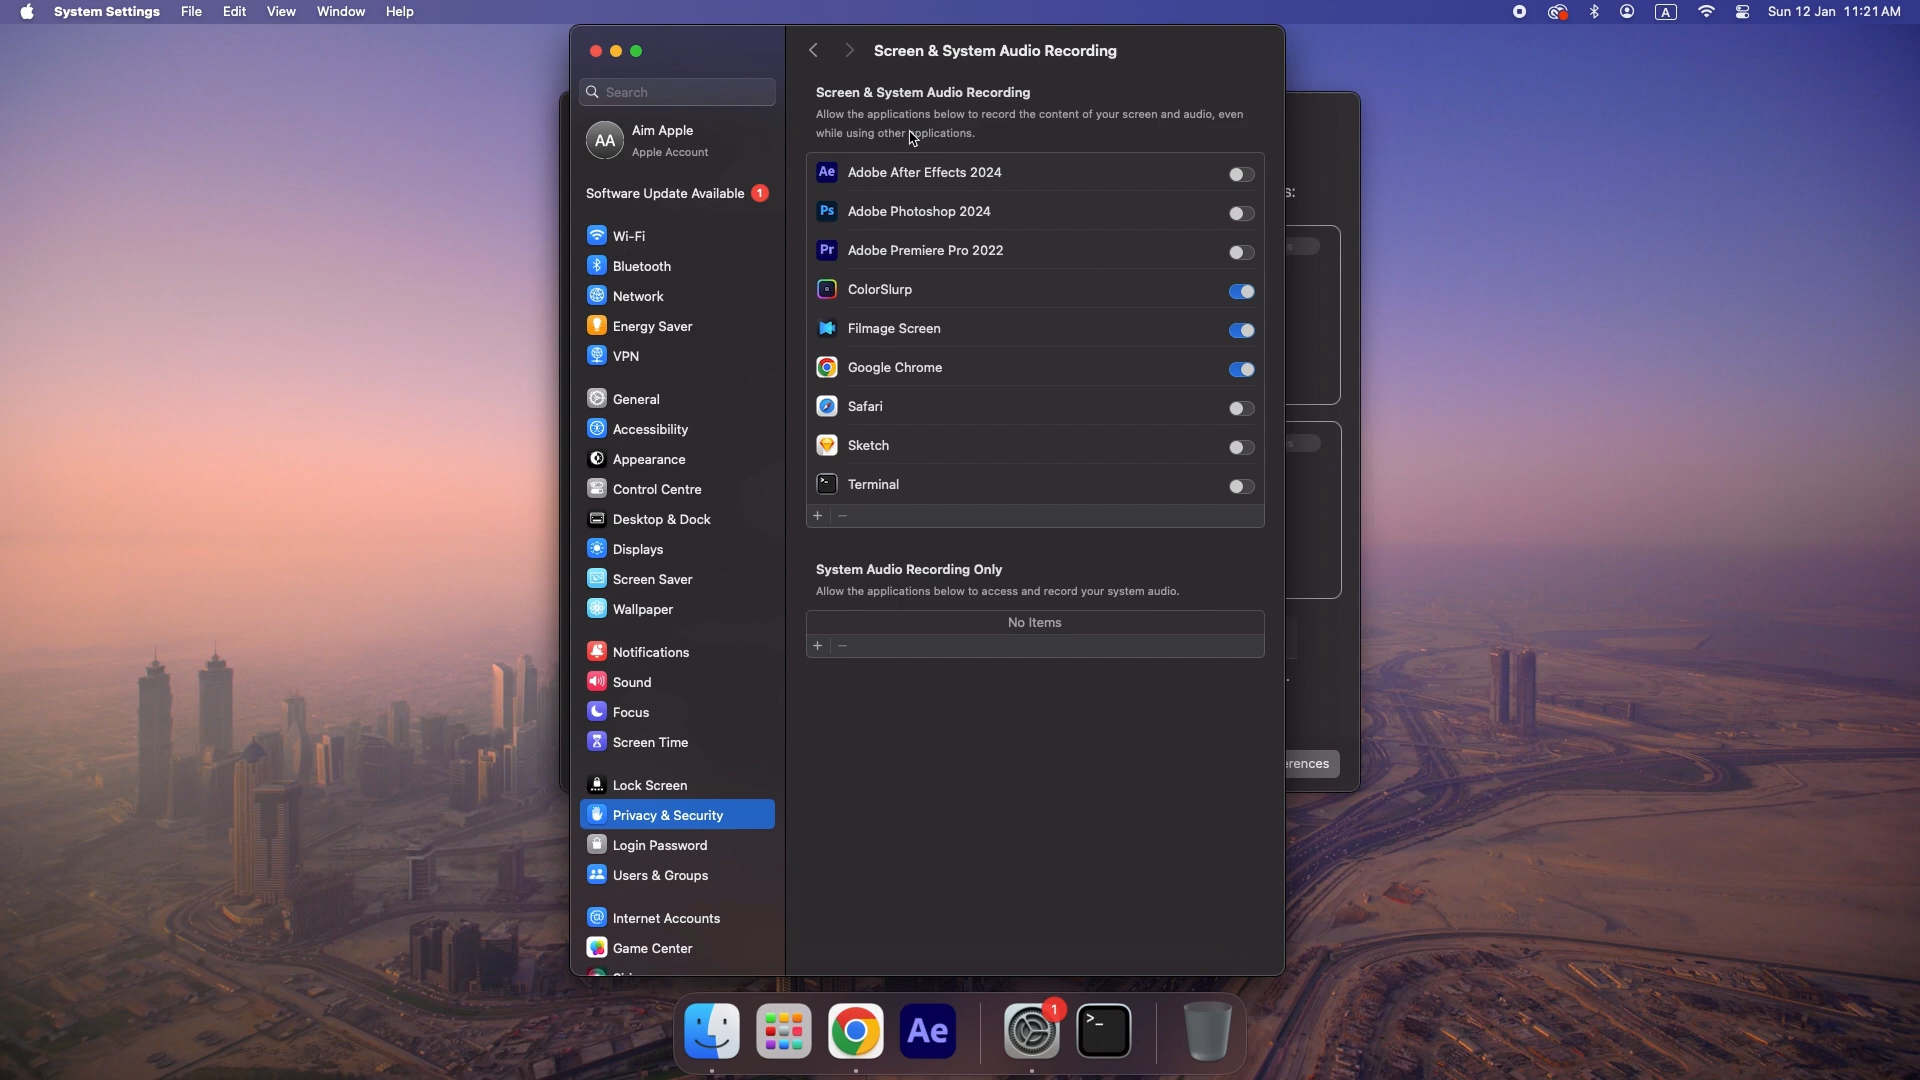 System Settings File Edit View Window Help
A Sun 12 Jan 11:21 AM
Search
AA
Aim Apple
Apple Account
Software Update Available 1
Wi-Fi
Bluetooth
Network
Energy Saver
VPN
General
Accessibility
Appearance
Control Centre
Desktop & Dock
Displays
Screen Saver
Wallpaper
Notifications
Sound
Focus
Screen Time
Lock Screen
Privacy & Security
Login Password
Users & Groups
Internet Accounts
Game Center
Screen & System Audio Recording
Screen & System Audio Recording
Allow the applications below to record the content of your screen and audio, even
while using other applications.
Ae Adobe After Effects 2024
Ps Adobe Photoshop 2024
Pr Adobe Premiere Pro 2022
ColorSlurp
Filmage Screen
Google Chrome
Safari
Sketch
Terminal
+ −
System Audio Recording Only
Allow the applications below to access and record your system audio.
No Items
+ −
s:
s
s
erences
Ae
1